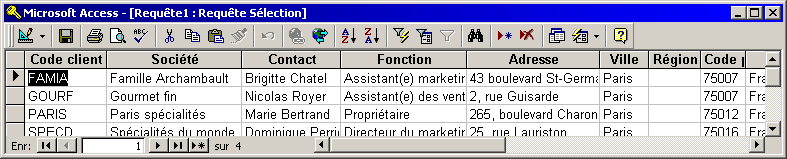 Microsoft Access - [Requête1 : Requête Sélection]
Code client Société Contact Fonction Adresse Ville Région Code
FAMIA Famille Archambault Brigitte Chatel Assistant(e) marketin 43 boulevard St-Germa Paris 75007 Fra
GOURF Gourmet fin Nicolas Royer Assistant(e) des vent 2, rue Guisarde Paris 75007 Fra
PARIS Paris spécialités Marie Bertrand Propriétaire 265, boulevard Charon Paris 75012 Fra
SPECD Spécialités du monde Dominique Perri Directeur du marketin 25, rue Lauriston Paris 75016 Fra
Enr: 1 sur 4